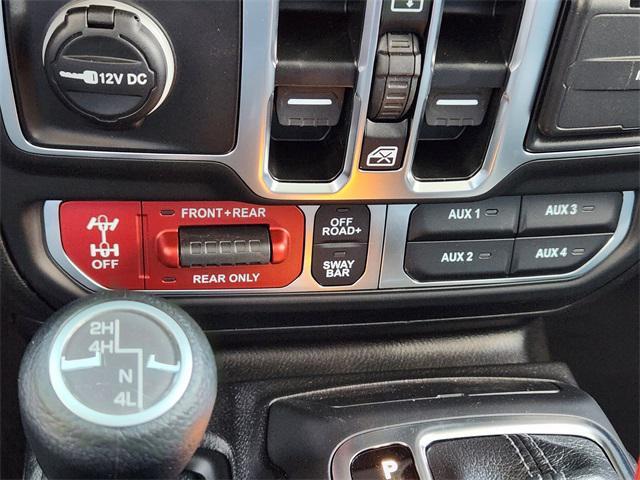 12V DC
FRONT+REAR
OFF
REAR ONLY
OFF
ROAD+
SWAY
BAR
AUX 1
AUX 3
AUX 2
AUX 4
2H
4H
N
4L
P